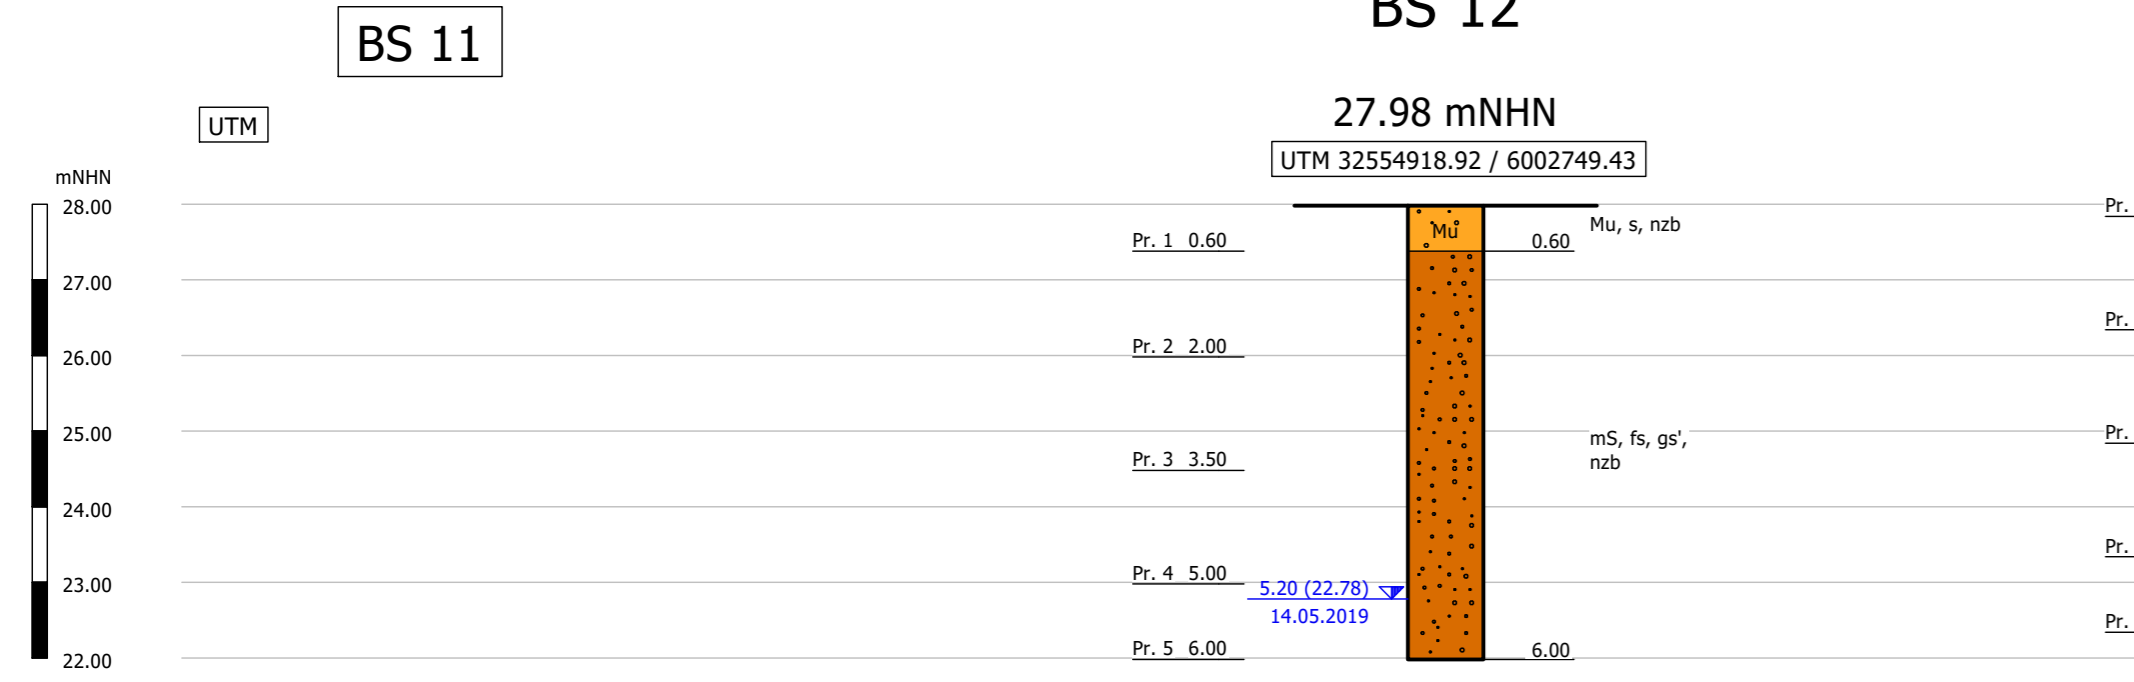 BS 11
BS 12
UTM
27.98 mNHN
UTM 32554918.92 / 6002749.43
mNHN
28.00
27.00
26.00
25.00
24.00
23.00
22.00
Pr. 1 0.60
Pr. 2 2.00
Pr. 3 3.50
Pr. 4 5.00
5.20 (22.78)
14.05.2019
Pr. 5 6.00
Mu
0.60
6.00
Mu, s, nzb
mS, fs, gs',
nzb
Pr.
Pr.
Pr.
Pr.
Pr.